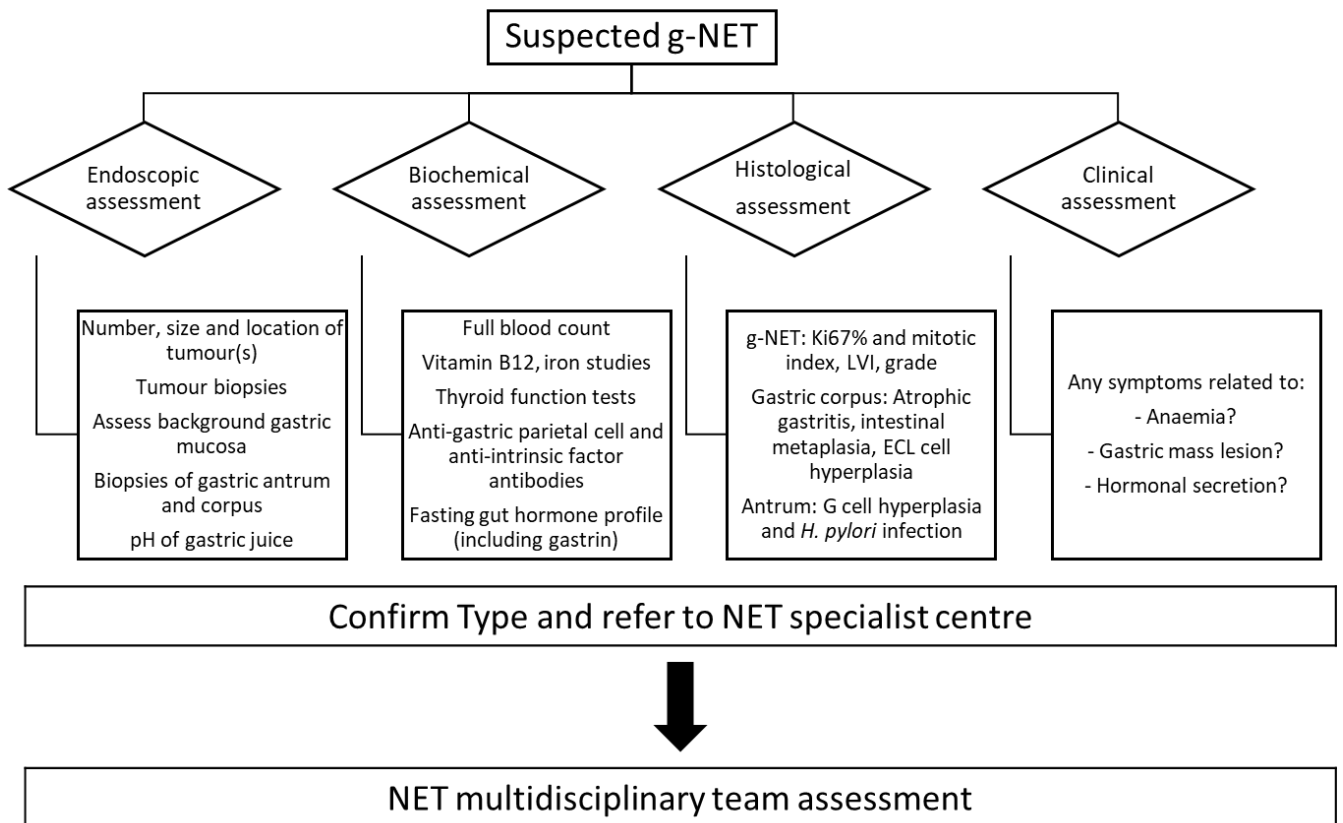 Suspected g-NET
Endoscopic
assessment
Biochemical
assessment
Histological
assessment
Clinical
assessment
Number, size and location of
tumour(s)
Tumour biopsies
Assess background gastric
mucosa
Biopsies of gastric antrum
and corpus
pH of gastric juice
Full blood count
Vitamin B12, iron studies
Thyroid function tests
Anti-gastric parietal cell and
anti-intrinsic factor
antibodies
Fasting gut hormone profile
(including gastrin)
g-NET: Ki67% and mitotic
index, LVI, grade
Gastric corpus: Atrophic
gastritis, intestinal
metaplasia, ECL cell
hyperplasia
Antrum: G cell hyperplasia
and H. pylori infection
Any symptoms related to:
- Anaemia?
- Gastric mass lesion?
- Hormonal secretion?
Confirm Type and refer to NET specialist centre
NET multidisciplinary team assessment